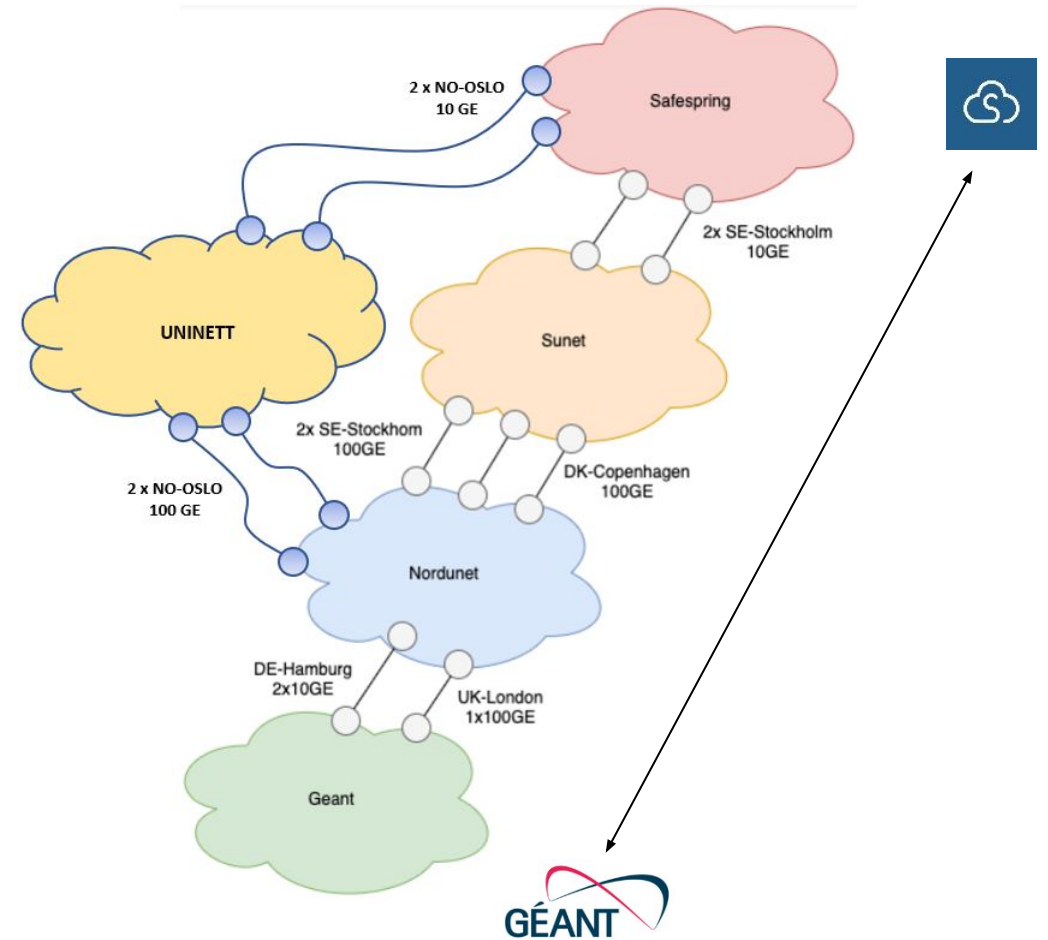 Safespring
2 x NO-OSLO
10 GE
2x SE-Stockholm
10GE
UNINETT
Sunet
2x SE-Stockhom
100GE
DK-Copenhagen
100GE
2 x NO-OSLO
100 GE
Nordunet
DE-Hamburg
2x10GE
UK-London
1x100GE
Geant
GÉANT